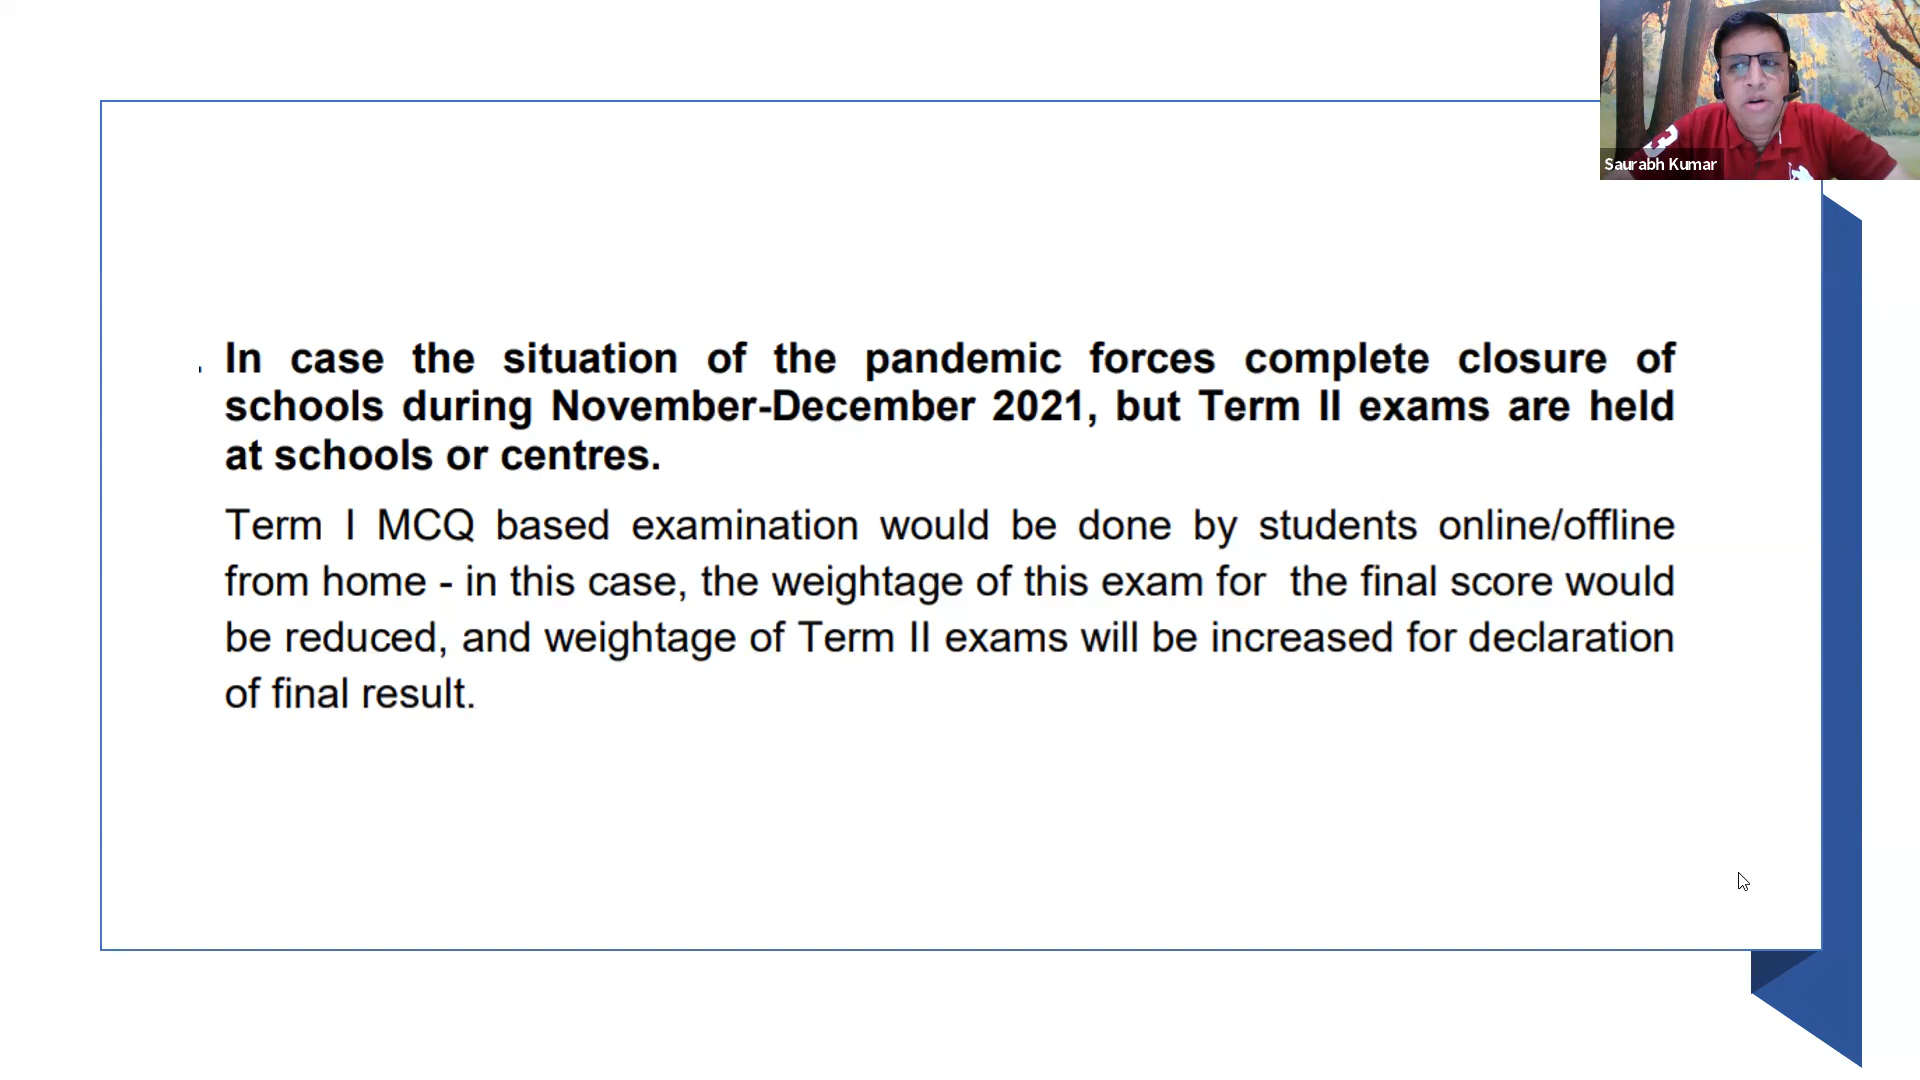 Saurabh Kumar
. In case the situation of the pandemic forces complete closure of
schools during November-December 2021, but Term II exams are held
at schools or centres.
Term I MCQ based examination would be done by students online/offline
from home - in this case, the weightage of this exam for the final score would
be reduced, and weightage of Term II exams will be increased for declaration
of final result.